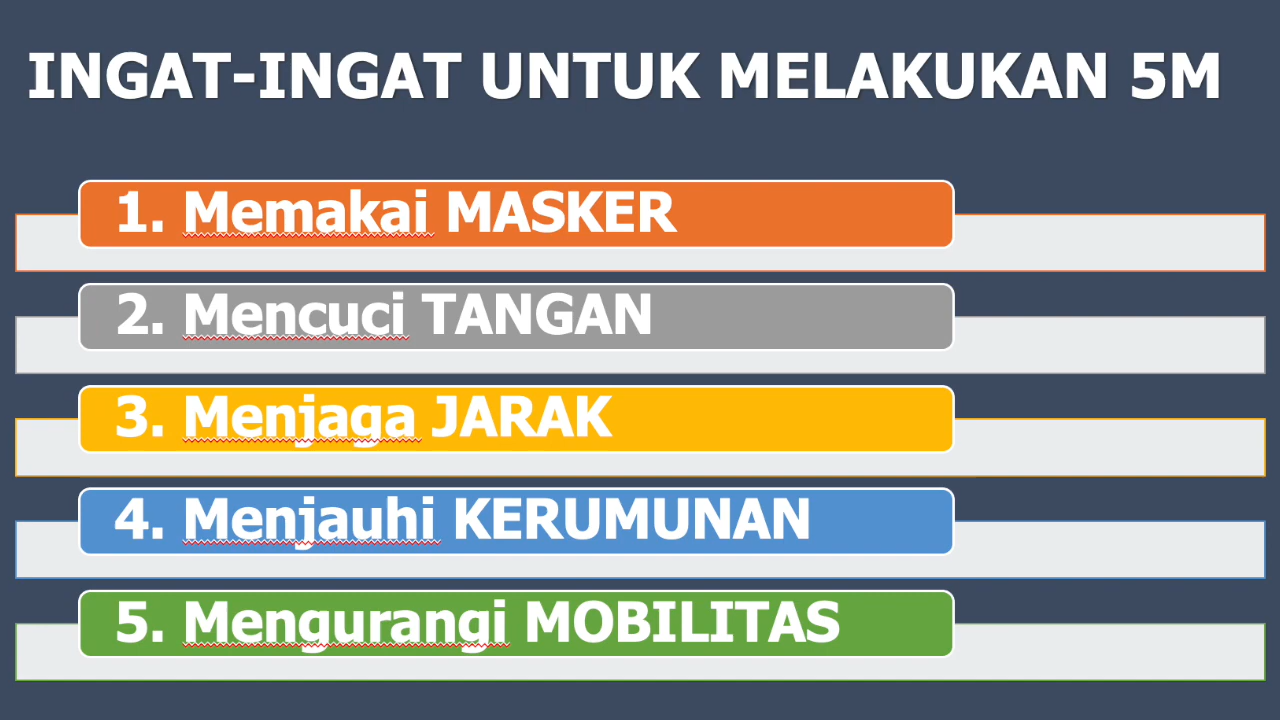 INGAT-INGAT UNTUK MELAKUKAN 5M
1. Memakai MASKER
2. Mencuci TANGAN
3. Menjaga JARAK
4. Menjauhi KERUMUNAN
5. Mengurangi MOBILITAS